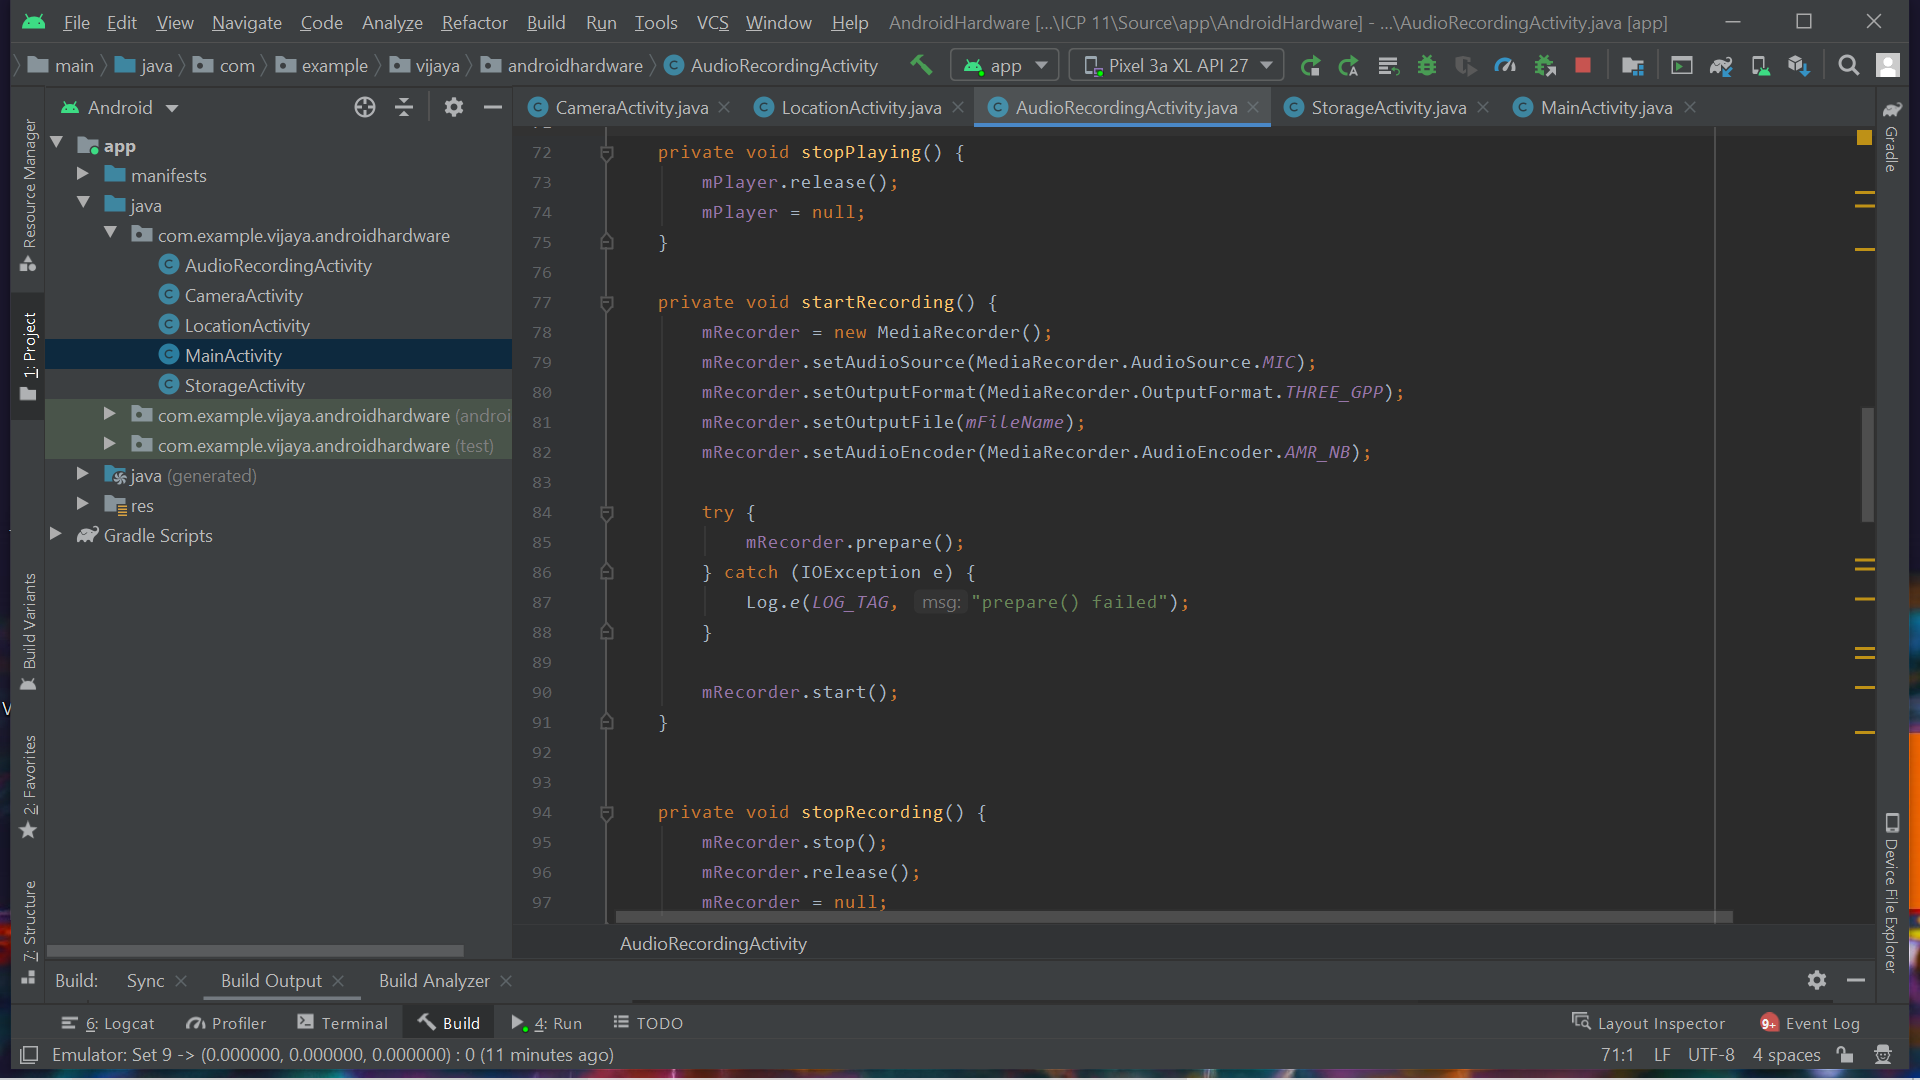 File Edit View Navigate Code Analyze Refactor Build Run Tools VCS Window Help AndroidHardware [...\ICP 11\Source\app\AndroidHardware] - ...\AudioRecordingActivity.java [app]
main java com example vijaya androidhardware AudioRecordingActivity app Pixel 3a XL API 27
Android
CameraActivity.java LocationActivity.java AudioRecordingActivity.java StorageActivity.java MainActivity.java
Resource Manager
1: Project
Build Variants
2: Favorites
7: Structure
app
manifests
java
com.example.vijaya.androidhardware
AudioRecordingActivity
CameraActivity
LocationActivity
MainActivity
StorageActivity
com.example.vijaya.androidhardware (androi
com.example.vijaya.androidhardware (test)
java (generated)
res
Gradle Scripts
72 private void stopPlaying() {
73 mPlayer.release();
74 mPlayer = null;
75 }
76
77 private void startRecording() {
78 mRecorder = new MediaRecorder();
79 mRecorder.setAudioSource(MediaRecorder.AudioSource.MIC);
80 mRecorder.setOutputFormat(MediaRecorder.OutputFormat.THREE_GPP);
81 mRecorder.setOutputFile(mFileName);
82 mRecorder.setAudioEncoder(MediaRecorder.AudioEncoder.AMR_NB);
83
84 try {
85 mRecorder.prepare();
86 } catch (IOException e) {
87 Log.e(LOG_TAG, msg: "prepare() failed");
88 }
89
90 mRecorder.start();
91 }
92
93
94 private void stopRecording() {
95 mRecorder.stop();
96 mRecorder.release();
97 mRecorder = null;
AudioRecordingActivity
Gradle
Device File Explorer
Build: Sync Build Output Build Analyzer
6: Logcat Profiler Terminal Build 4: Run TODO Layout Inspector 9+ Event Log
Emulator: Set 9 -> (0.000000, 0.000000, 0.000000) : 0 (11 minutes ago) 71:1 LF UTF-8 4 spaces